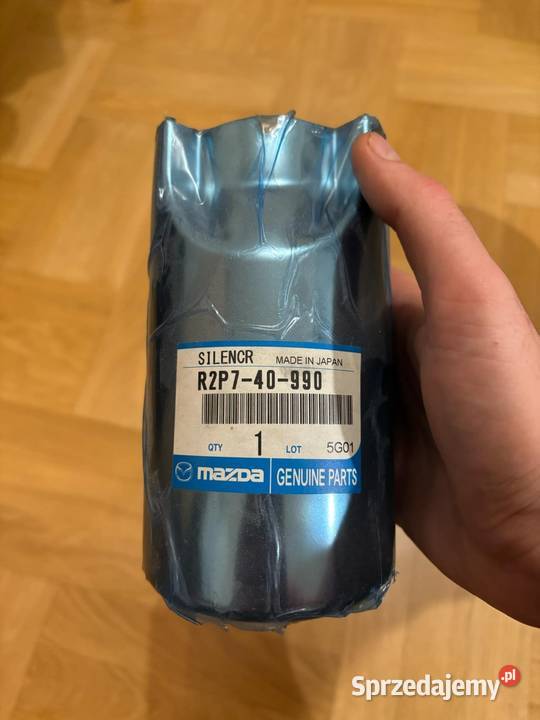 SILENCR MADE IN JAPAN
R2P7-40-990
QTY 1 LOT 5G01
mazda GENUINE PARTS
Sprzedajemy.pl